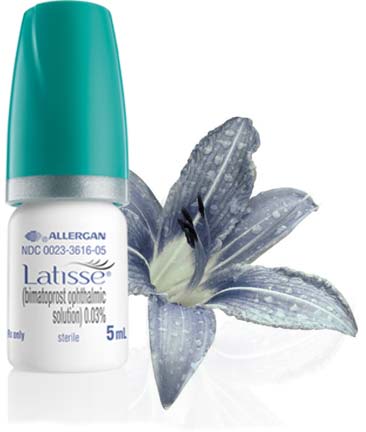 ALLERGAN
NDC 0023-3616-05
Latisse®
(bimatoprost ophthalmic
solution) 0.03%
Rx only sterile 5 mL